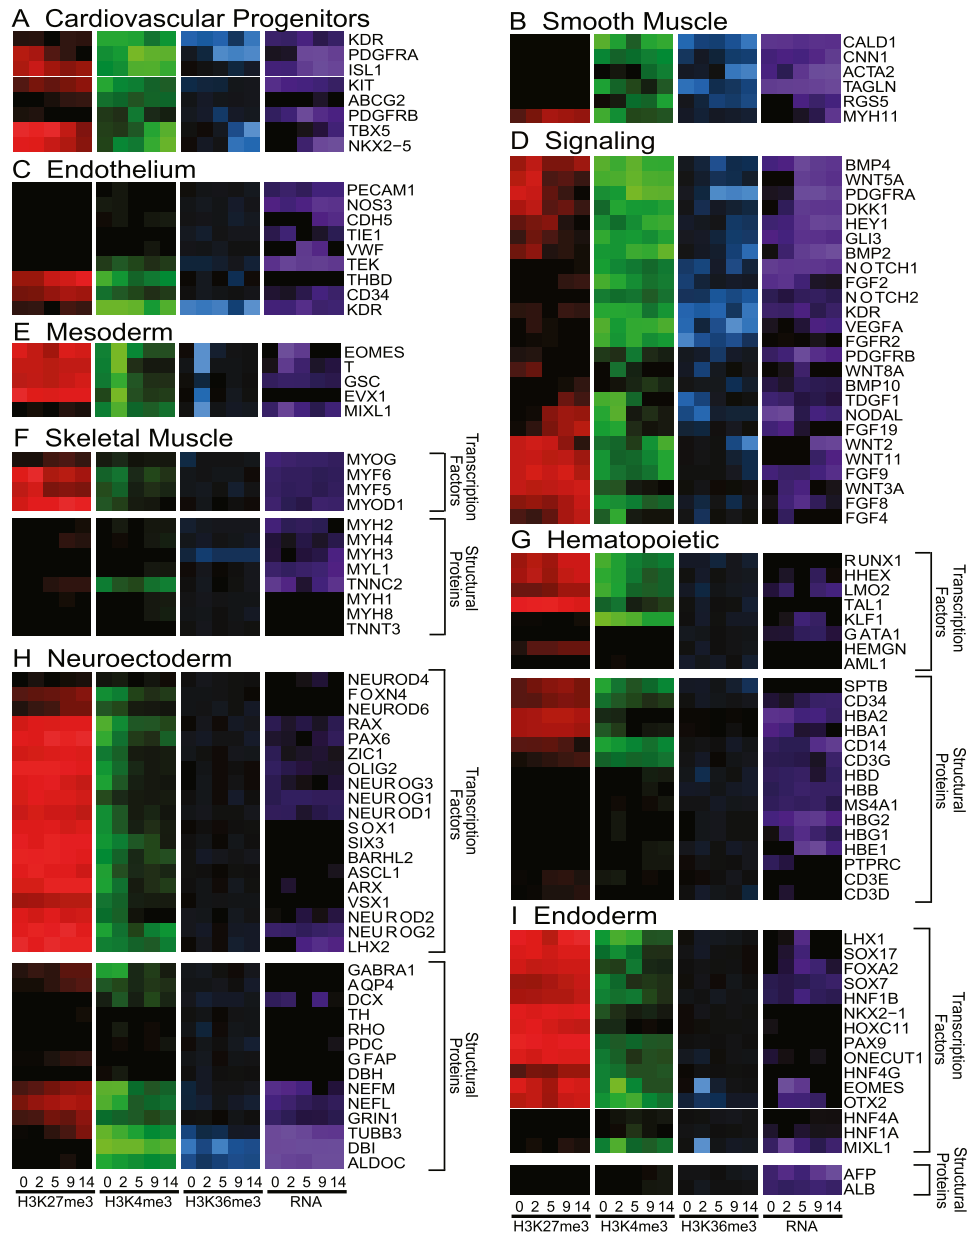 A Cardiovascular Progenitors
KDR
PDGFRA
ISL1
KIT
ABCG2
PDGFRB
TBX5
NKX2-5
C Endothelium
PECAM1
NOS3
CDH5
TIE1
VWF
TEK
THBD
CD34
KDR
E Mesoderm
EOMES
T
GSC
EVX1
MIXL1
F Skeletal Muscle
MYOG
MYF6
MYF5
MYOD1
Transcription
Factors
MYH2
MYH4
MYH3
MYL1
TNNC2
MYH1
MYH8
TNNT3
Structural
Proteins
H Neuroectoderm
NEUROD4
FOXN4
NEUROD6
RAX
PAX6
ZIC1
OLIG2
NEUROG3
NEUROG1
NEUROD1
SOX1
SIX3
BARHL2
ASCL1
ARX
VSX1
NEUROD2
NEUROG2
LHX2
Transcription
Factors
GABRA1
AQP4
DCX
TH
RHO
PDC
GFAP
DBH
NEFM
NEFL
GRIN1
TUBB3
DBI
ALDOC
Structural
Proteins
0 2 5 9 14 0 2 5 9 14 0 2 5 9 14 0 2 5 9 14
H3K27me3 H3K4me3 H3K36me3 RNA
B Smooth Muscle
CALD1
CNN1
ACTA2
TAGLN
RGS5
MYH11
D Signaling
BMP4
WNT5A
PDGFRA
DKK1
HEY1
GLI3
BMP2
NOTCH1
FGF2
NOTCH2
KDR
VEGFA
FGFR2
PDGFRB
WNT8A
BMP10
TDGF1
NODAL
FGF19
WNT2
WNT11
FGF9
WNT3A
FGF8
FGF4
G Hematopoietic
RUNX1
HHEX
LMO2
TAL1
KLF1
GATA1
HEMGN
AML1
Transcription
Factors
SPTB
CD34
HBA2
HBA1
CD14
CD3G
HBD
HBB
MS4A1
HBG2
HBG1
HBE1
PTPRC
CD3E
CD3D
Structural
Proteins
I Endoderm
LHX1
SOX17
FOXA2
SOX7
HNF1B
NKX2-1
HOXC11
PAX9
ONECUT1
HNF4G
EOMES
OTX2
HNF4A
HNF1A
MIXL1
Transcription
Factors
AFP
ALB
Structural
Proteins
0 2 5 9 14 0 2 5 9 14 0 2 5 9 14 0 2 5 9 14
H3K27me3 H3K4me3 H3K36me3 RNA